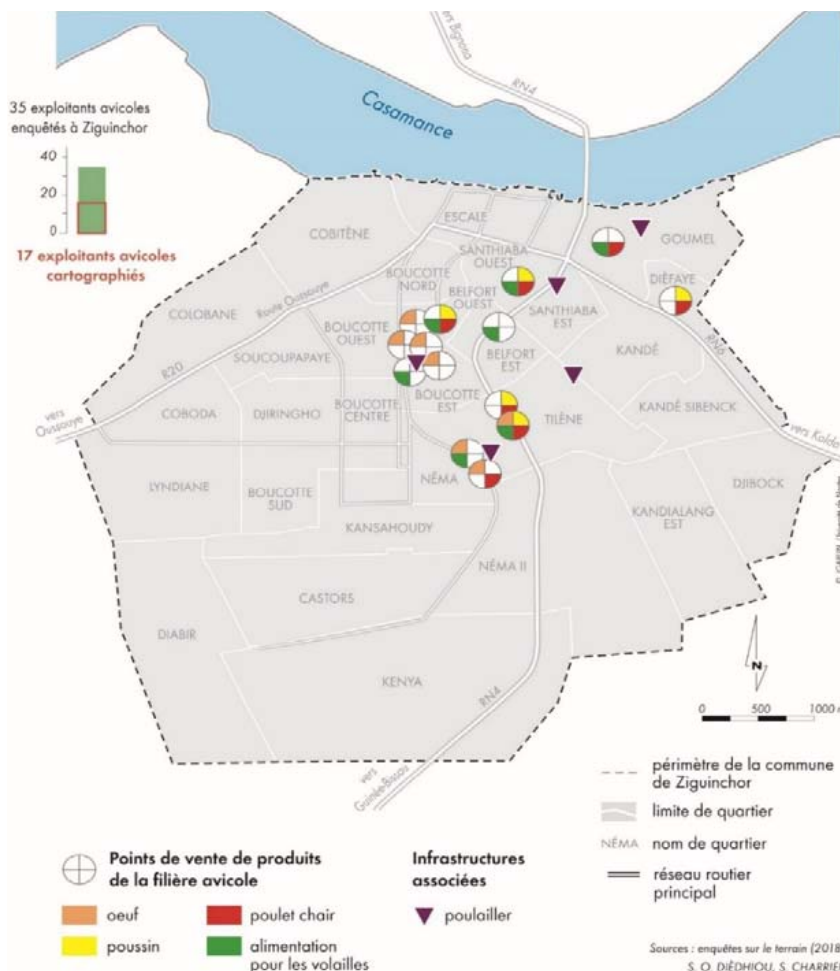 vers Bignona
RN4
35 exploitants avicoles
enquêtés à Ziguinchor
40
20
0
17 exploitants avicoles
cartographiés
Casamance
ESCALE
GOUMEL
COBITÈNE
SANTHIABA
OUEST
DIÈFAYE
BOUCOTTE
NORD
BELFORT
OUEST
COLOBANE
Route Oussouye
SANTHIABA
EST
BOUCOTTE
OUEST
KANDÉ
RN6
SOUCOUPAPAYE
BELFORT
EST
R20
vers
Oussouye
COBODA
DJIRINGHO
BOUCOTTE
CENTRE
BOUCOTTE
EST
TILÈNE
KANDÉ SIBENCK
vers Kolda
LYNDIANE
BOUCOTTE
SUD
NÉMA
DJIBOCK
KANDIALANG
EST
KANSAHOUDY
NÉMA II
CASTORS
DIABIR
KENYA
RN4
vers
Guinée-Bissau
N
0 500 1000 m
périmètre de la commune
de Ziguinchor
limite de quartier
NÉMA nom de quartier
réseau routier
principal
Points de vente de produits
de la filière avicole
oeuf
poulet chair
poussin
alimentation
pour les volailles
Infrastructures
associées
poulailler
Sources : enquêtes sur le terrain (2018
S. O. DIÈDHIOU, S. CHARRIE